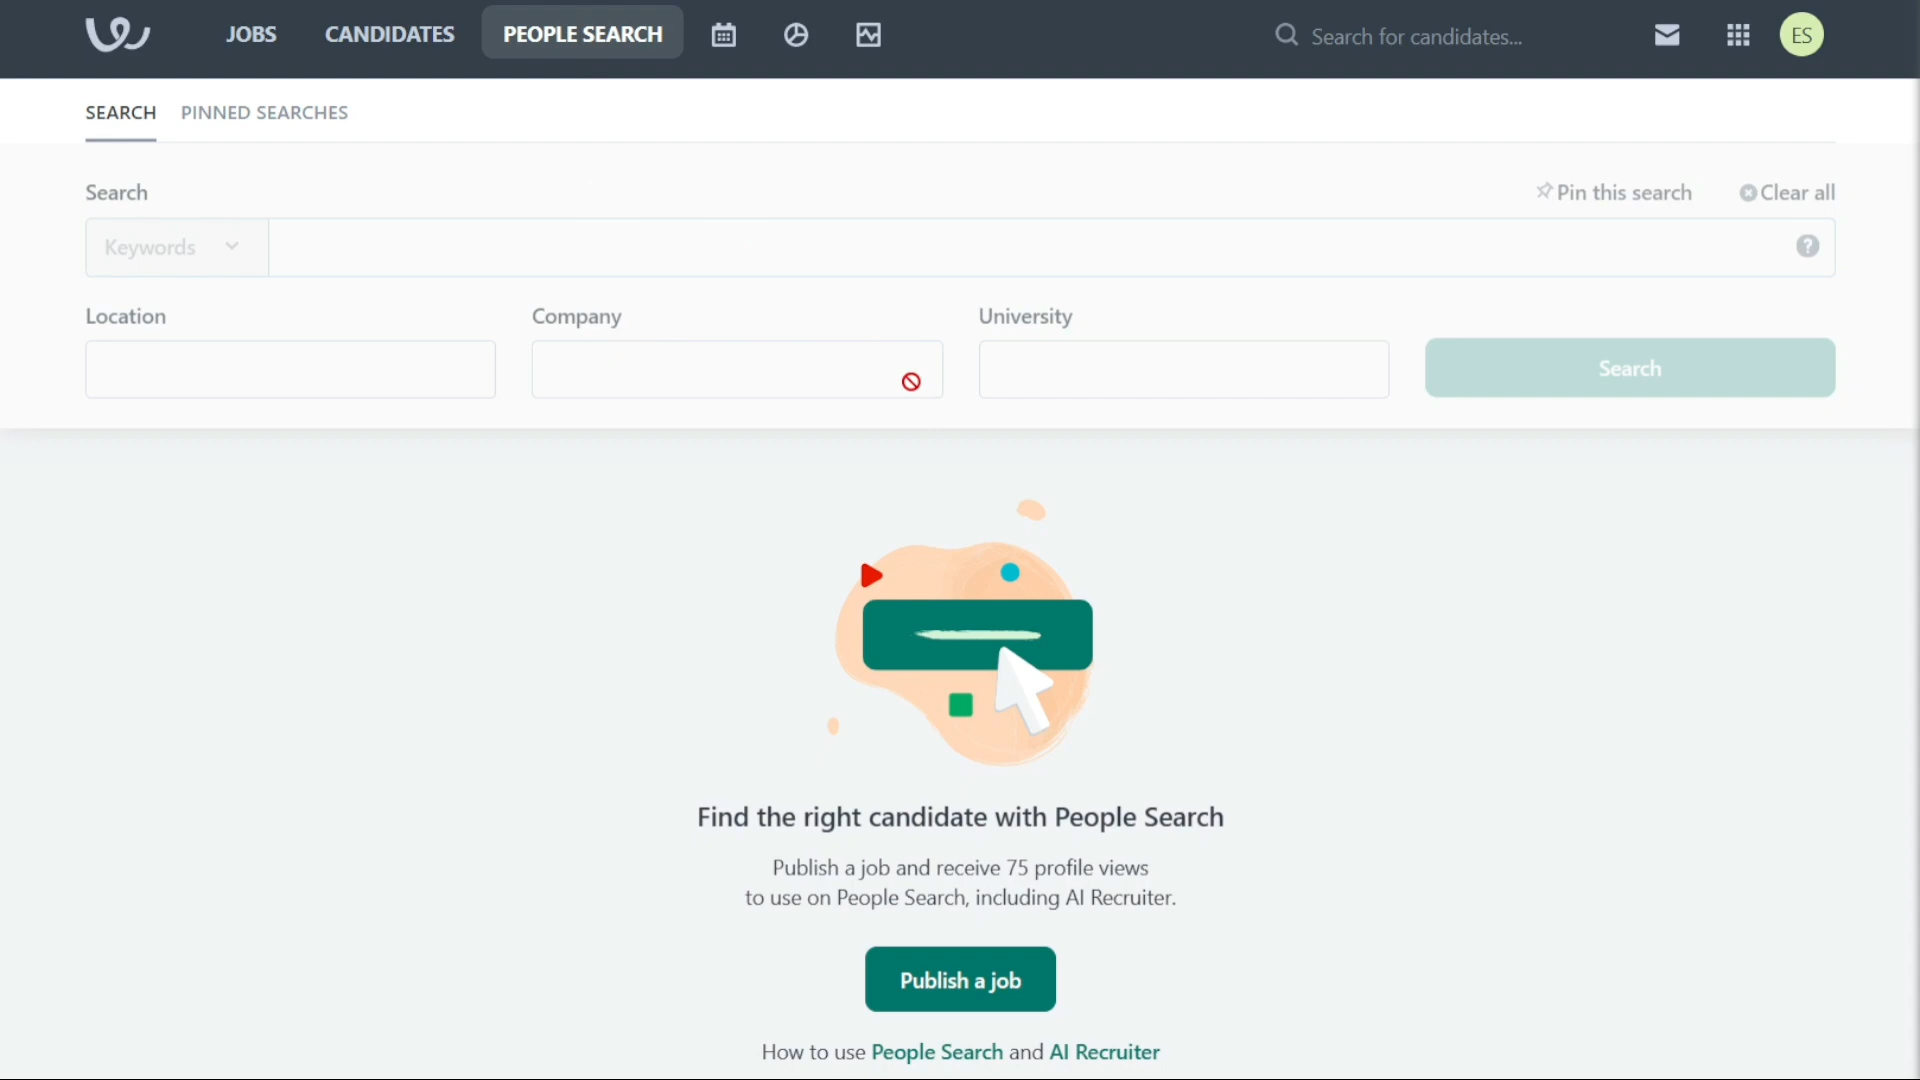 JOBS CANDIDATES PEOPLE SEARCH Search for candidates... ES
SEARCH PINNED SEARCHES
Search Pin this search Clear all
Keywords ?
Location Company University
Search
Find the right candidate with People Search
Publish a job and receive 75 profile views
to use on People Search, including AI Recruiter.
Publish a job
How to use People Search and AI Recruiter